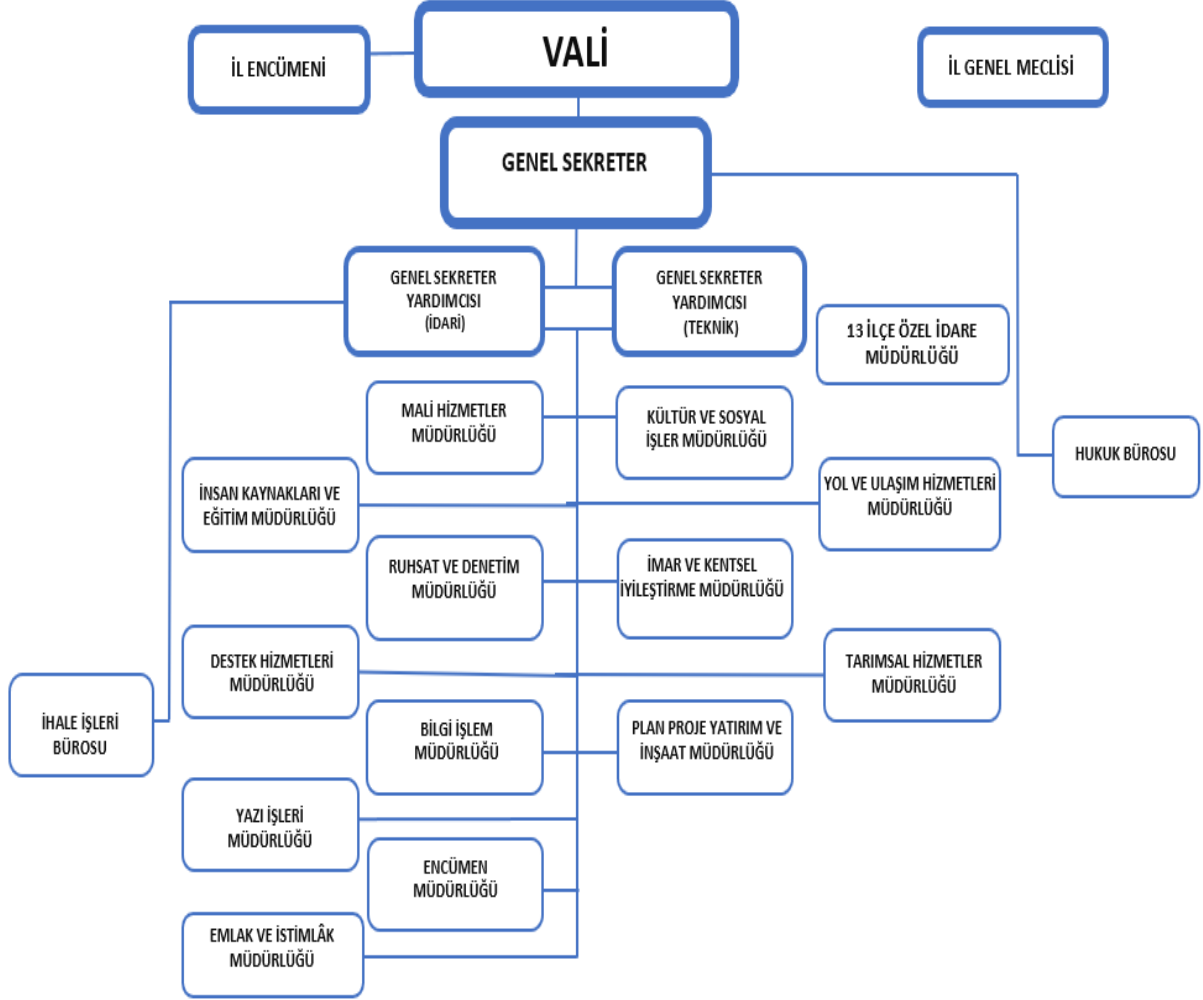 İL ENCÜMENİ
VALİ
İL GENEL MECLİSİ
GENEL SEKRETER
GENEL SEKRETER
YARDIMCISI
(İDARİ)
GENEL SEKRETER
YARDIMCISI
(TEKNİK)
13 İLÇE ÖZEL İDARE
MÜDÜRLÜĞÜ
MALİ HİZMETLER
MÜDÜRLÜĞÜ
KÜLTÜR VE SOSYAL
İŞLER MÜDÜRLÜĞÜ
HUKUK BÜROSU
İNSAN KAYNAKLARI VE
EĞİTİM MÜDÜRLÜĞÜ
YOL VE ULAŞIM HİZMETLERİ
MÜDÜRLÜĞÜ
RUHSAT VE DENETİM
MÜDÜRLÜĞÜ
İMAR VE KENTSEL
İYİLEŞTİRME MÜDÜRLÜĞÜ
DESTEK HİZMETLERİ
MÜDÜRLÜĞÜ
TARIMSAL HİZMETLER
MÜDÜRLÜĞÜ
İHALE İŞLERİ
BÜROSU
BİLGİ İŞLEM
MÜDÜRLÜĞÜ
PLAN PROJE YATIRIM VE
İNŞAAT MÜDÜRLÜĞÜ
YAZI İŞLERİ
MÜDÜRLÜĞÜ
ENCÜMEN
MÜDÜRLÜĞÜ
EMLAK VE İSTİMLÂK
MÜDÜRLÜĞÜ